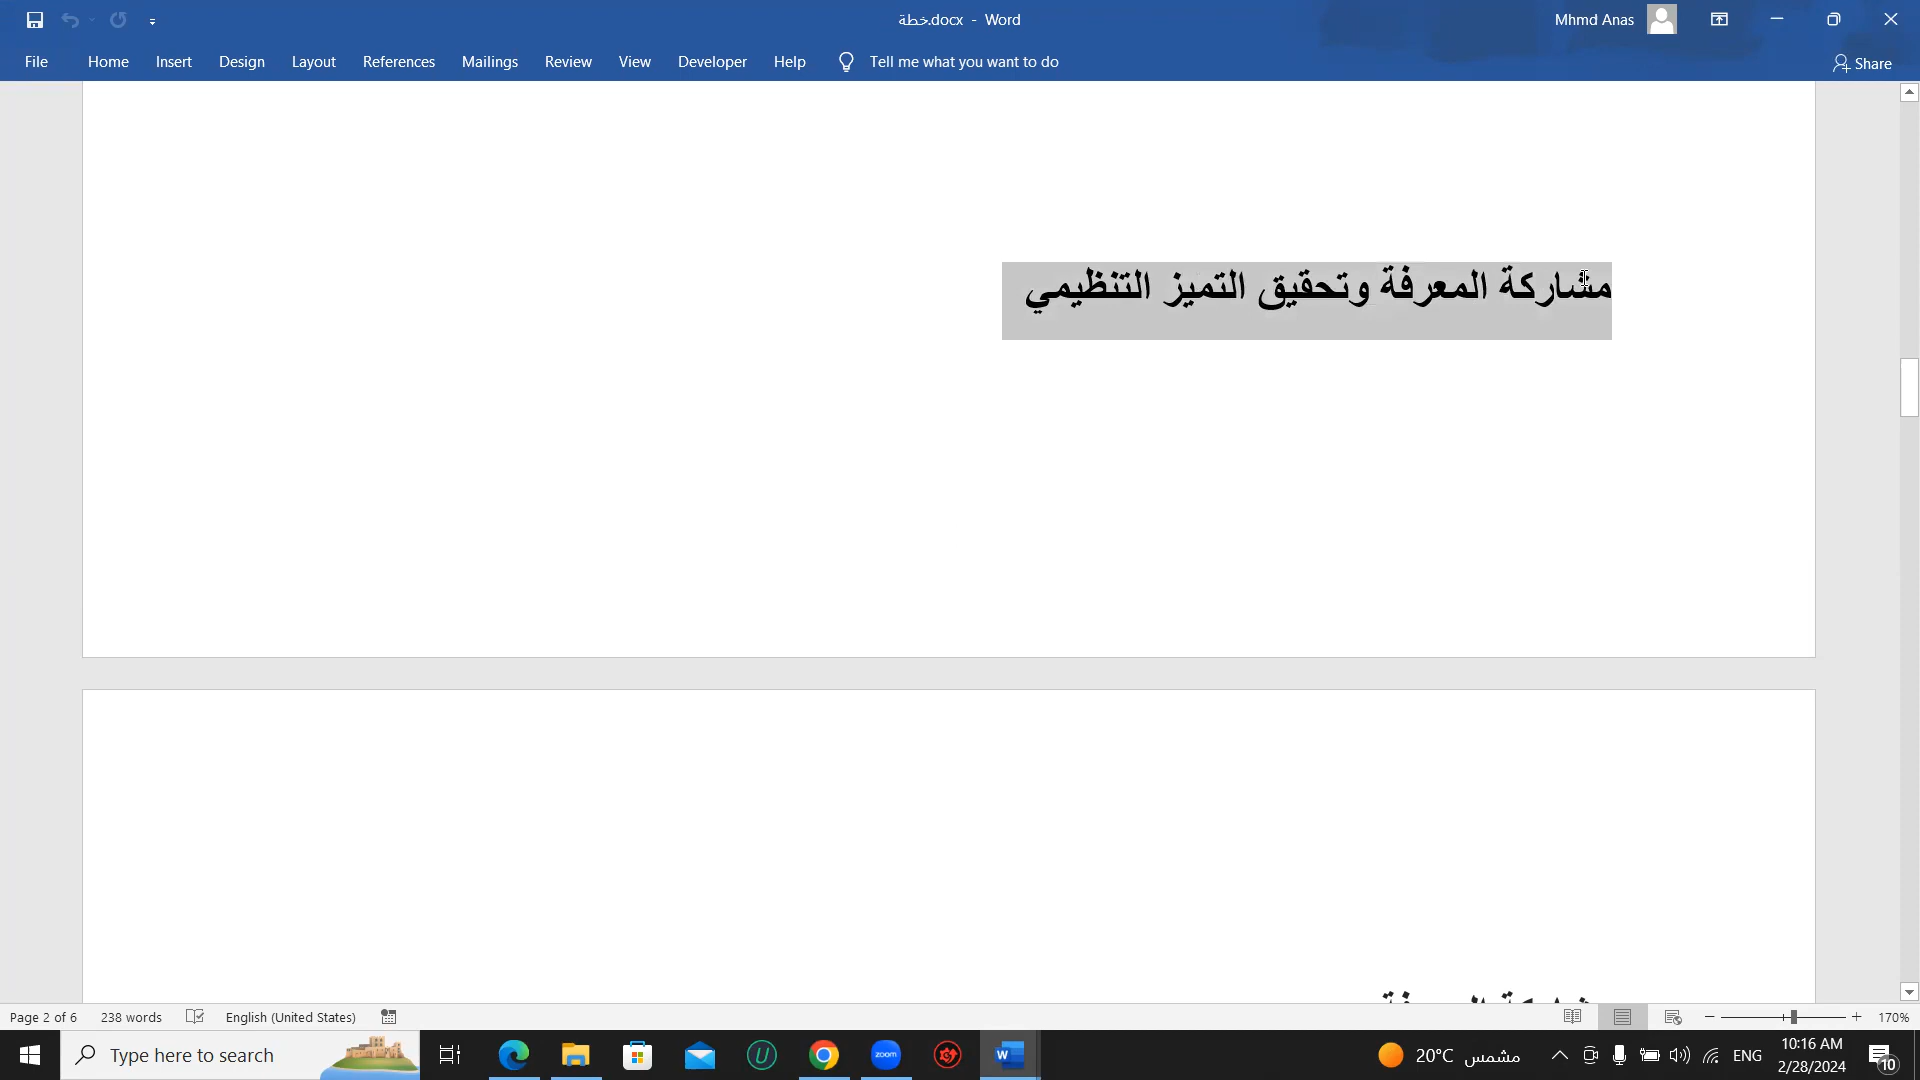 خطة.docx - Word
Mhmd Anas
File Home Insert Design Layout References Mailings Review View Developer Help Tell me what you want to do
Share
مشاركة المعرفة وتحقيق التميز التنظيمي
Page 2 of 6 238 words English (United States) 170%
Type here to search
zoom
W
20°C مشمس
ENG
10:16 AM
2/28/2024
10